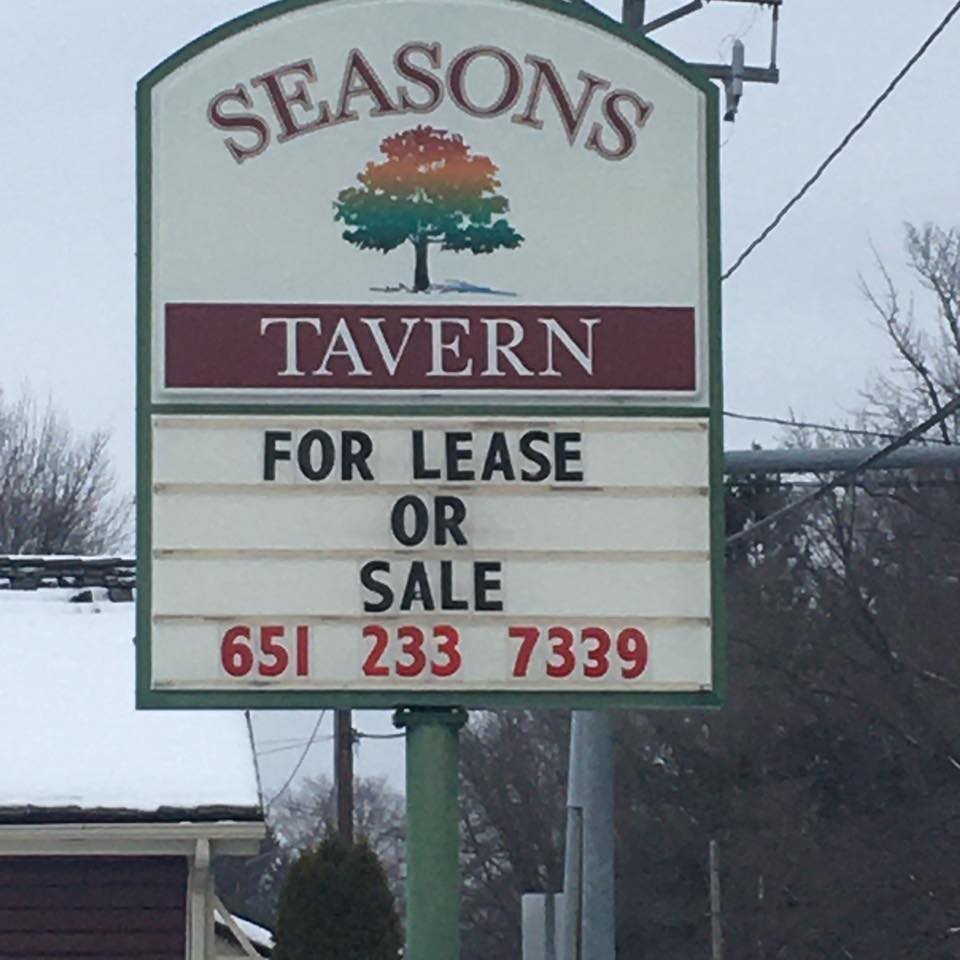 SEASONS
TAVERN
FOR LEASE
OR
SALE
651 233 7339